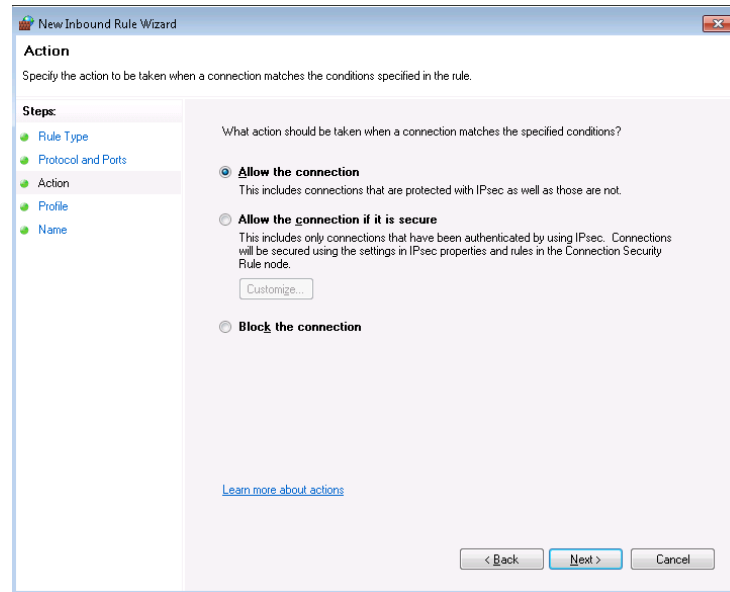 New Inbound Rule Wizard
Action
Specify the action to be taken when a connection matches the conditions specified in the rule.
Steps:
Rule Type
Protocol and Ports
Action
Profile
Name
What action should be taken when a connection matches the specified conditions?
Allow the connection
This includes connections that are protected with IPsec as well as those are not.
Allow the connection if it is secure
This includes only connections that have been authenticated by using IPsec. Connections
will be secured using the settings in IPsec properties and rules in the Connection Security
Rule node.
Customize...
Block the connection
Learn more about actions
< Back
Next >
Cancel